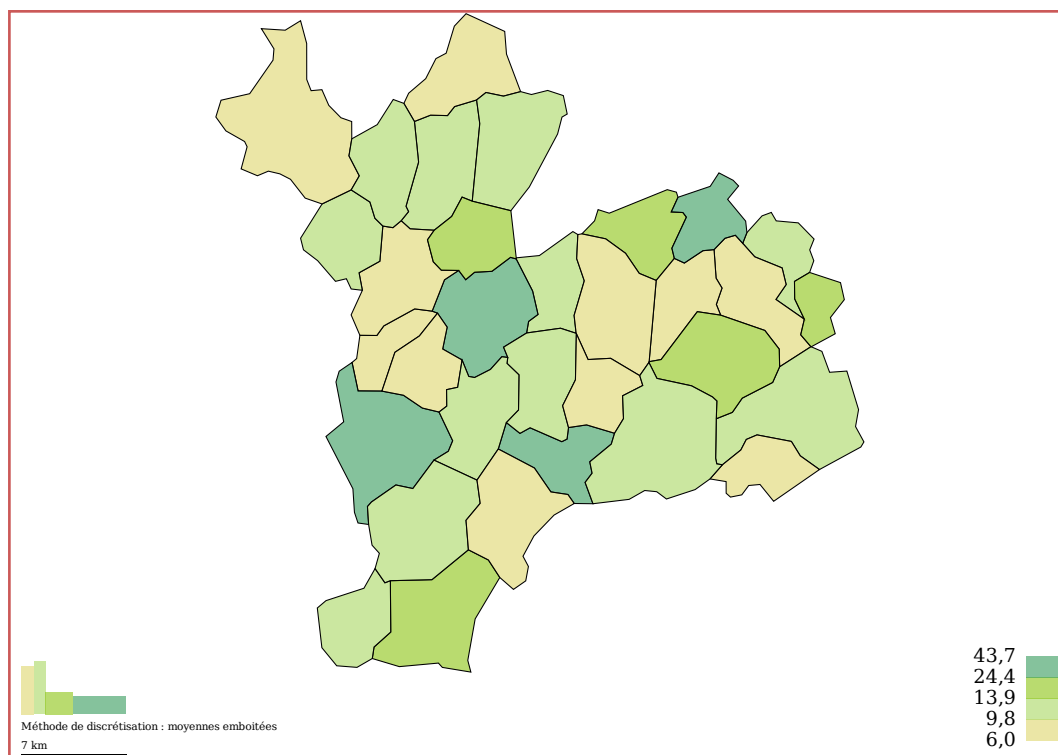 43,7
24,4
13,9
9,8
6,0
Méthode de discrétisation : moyennes emboitées
7 km